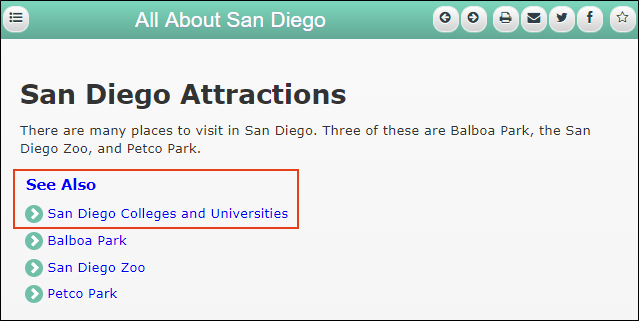 All About San Diego
San Diego Attractions
There are many places to visit in San Diego. Three of these are Balboa Park, the San
Diego Zoo, and Petco Park.
See Also
San Diego Colleges and Universities
Balboa Park
San Diego Zoo
Petco Park